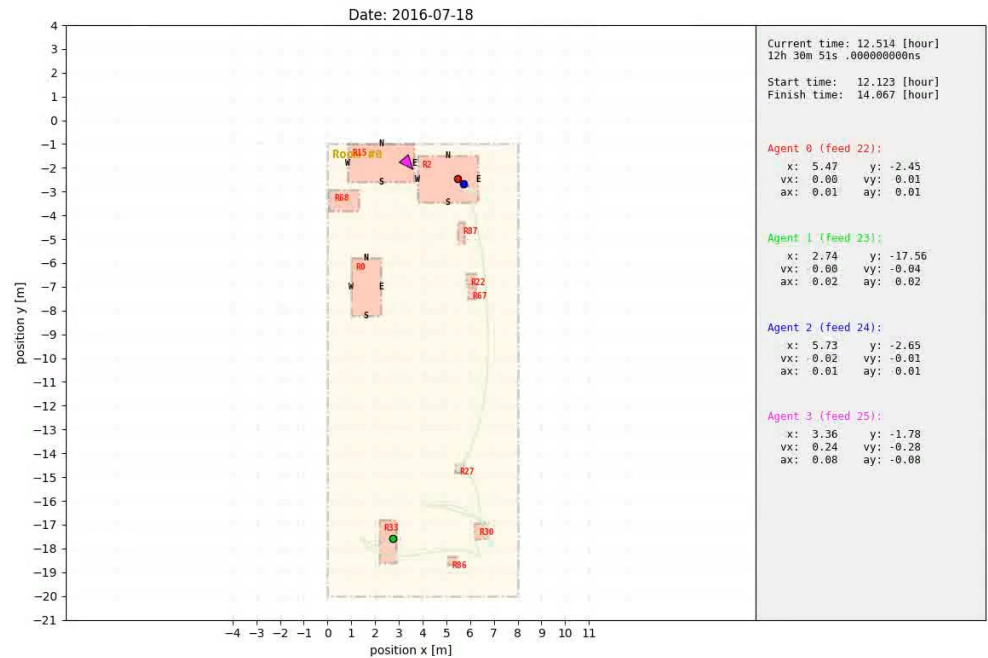 Date: 2016-07-18
4
3
2
1
0
−1
−2
−3
−4
−5
−6
−7
−8
−9
−10
−11
−12
−13
−14
−15
−16
−17
−18
−19
−20
−21
position y [m]
−4 −3 −2 −1 0 1 2 3 4 5 6 7 8 9 10 11
position x [m]
Room #0
R15
N
W
E
S
R2
N
W
E
S
R68
R87
R0
N
W
E
S
R22
R67
R27
R33
R30
R86
Current time: 12.514 [hour]
12h 30m 51s .000000000ns
Start time: 12.123 [hour]
Finish time: 14.067 [hour]
Agent 0 (feed 22):
x: 5.47 y: -2.45
vx: 0.00 vy: 0.01
ax: 0.01 ay: 0.01
Agent 1 (feed 23):
x: 2.74 y: -17.56
vx: 0.00 vy: -0.04
ax: 0.02 ay: 0.02
Agent 2 (feed 24):
x: 5.73 y: -2.65
vx: 0.02 vy: -0.01
ax: 0.01 ay: 0.01
Agent 3 (feed 25):
x: 3.36 y: -1.78
vx: 0.24 vy: -0.28
ax: 0.08 ay: -0.08